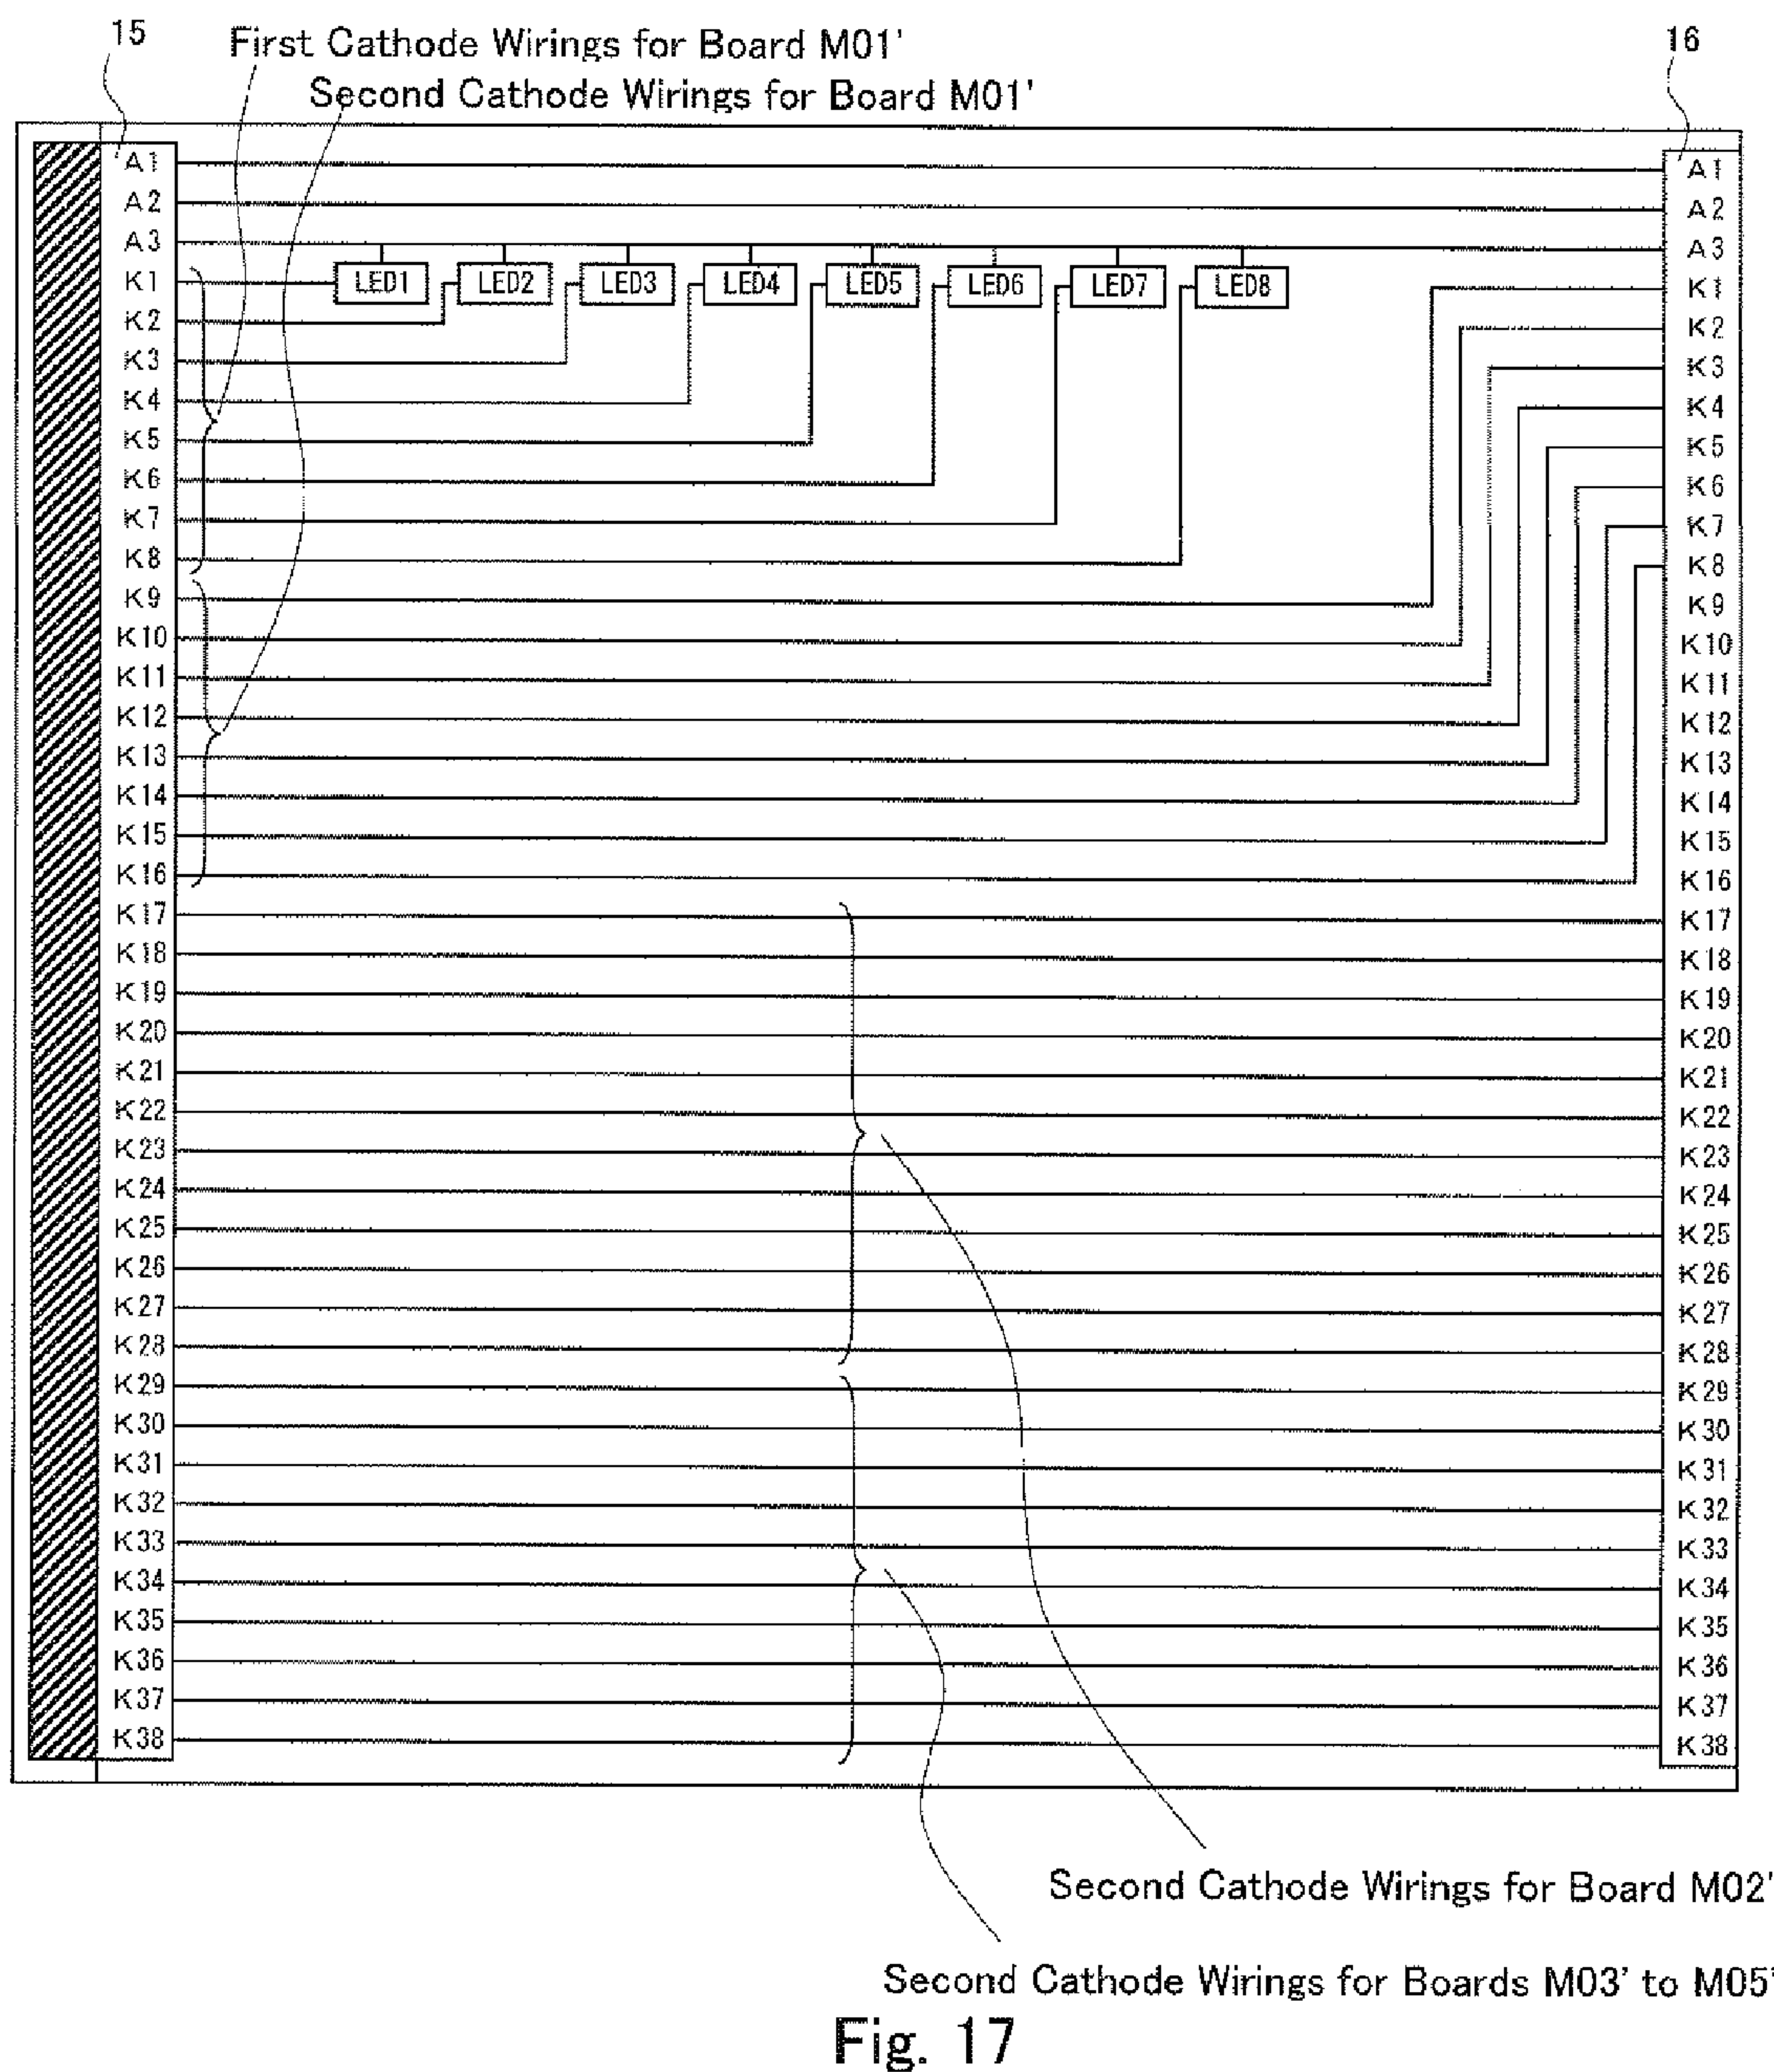 15
16
First Cathode Wirings for Board M01'
Second Cathode Wirings for Board M01'
A1
A2
A3
K1
K2
K3
K4
K5
K6
K7
K8
K9
K10
K11
K12
K13
K14
K15
K16
K17
K18
K19
K20
K21
K22
K23
K24
K25
K26
K27
K28
K29
K30
K31
K32
K33
K34
K35
K36
K37
K38
LED1 LED2 LED3 LED4 LED5 LED6 LED7 LED8
A1
A2
A3
K1
K2
K3
K4
K5
K6
K7
K8
K9
K10
K11
K12
K13
K14
K15
K16
K17
K18
K19
K20
K21
K22
K23
K24
K25
K26
K27
K28
K29
K30
K31
K32
K33
K34
K35
K36
K37
K38
Second Cathode Wirings for Board M02'
Second Cathode Wirings for Boards M03' to M05'
Fig. 17